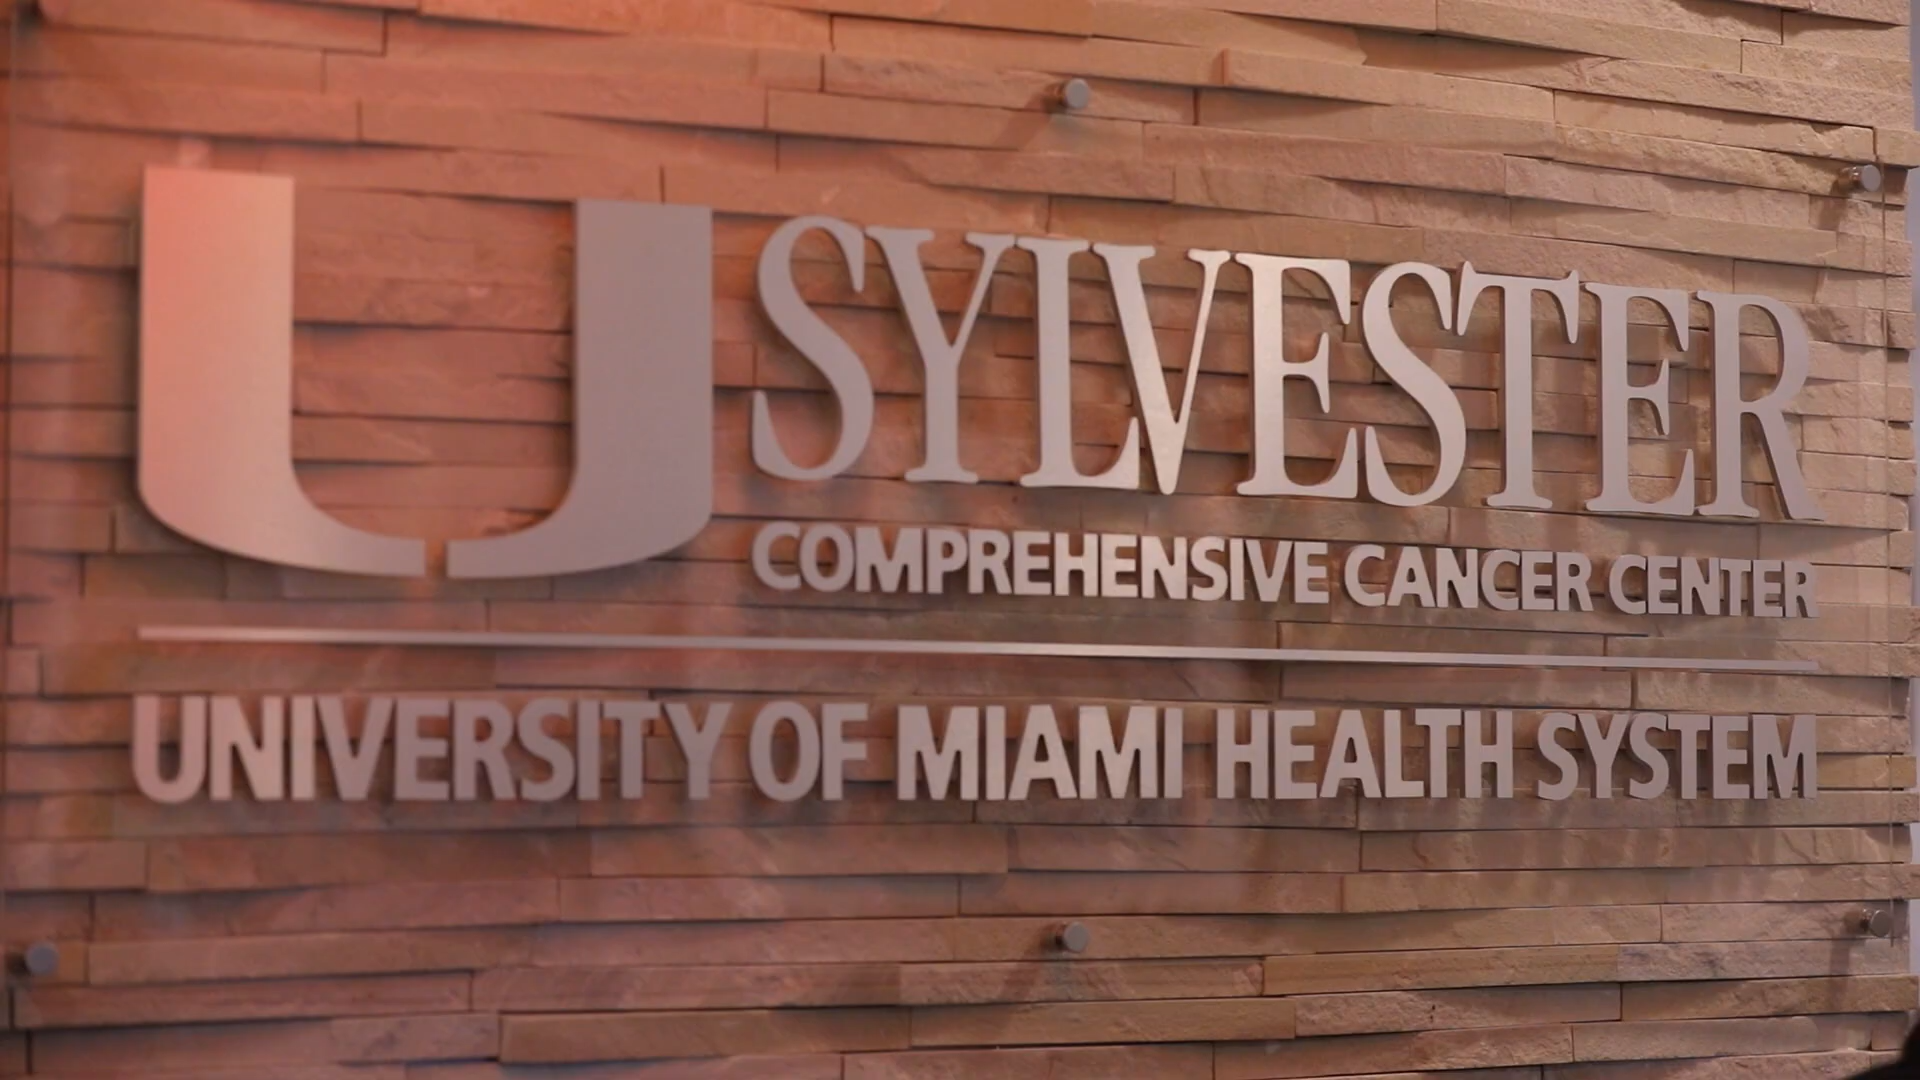 U SYLVESTER
COMPREHENSIVE CANCER CENTER
UNIVERSITY OF MIAMI HEALTH SYSTEM